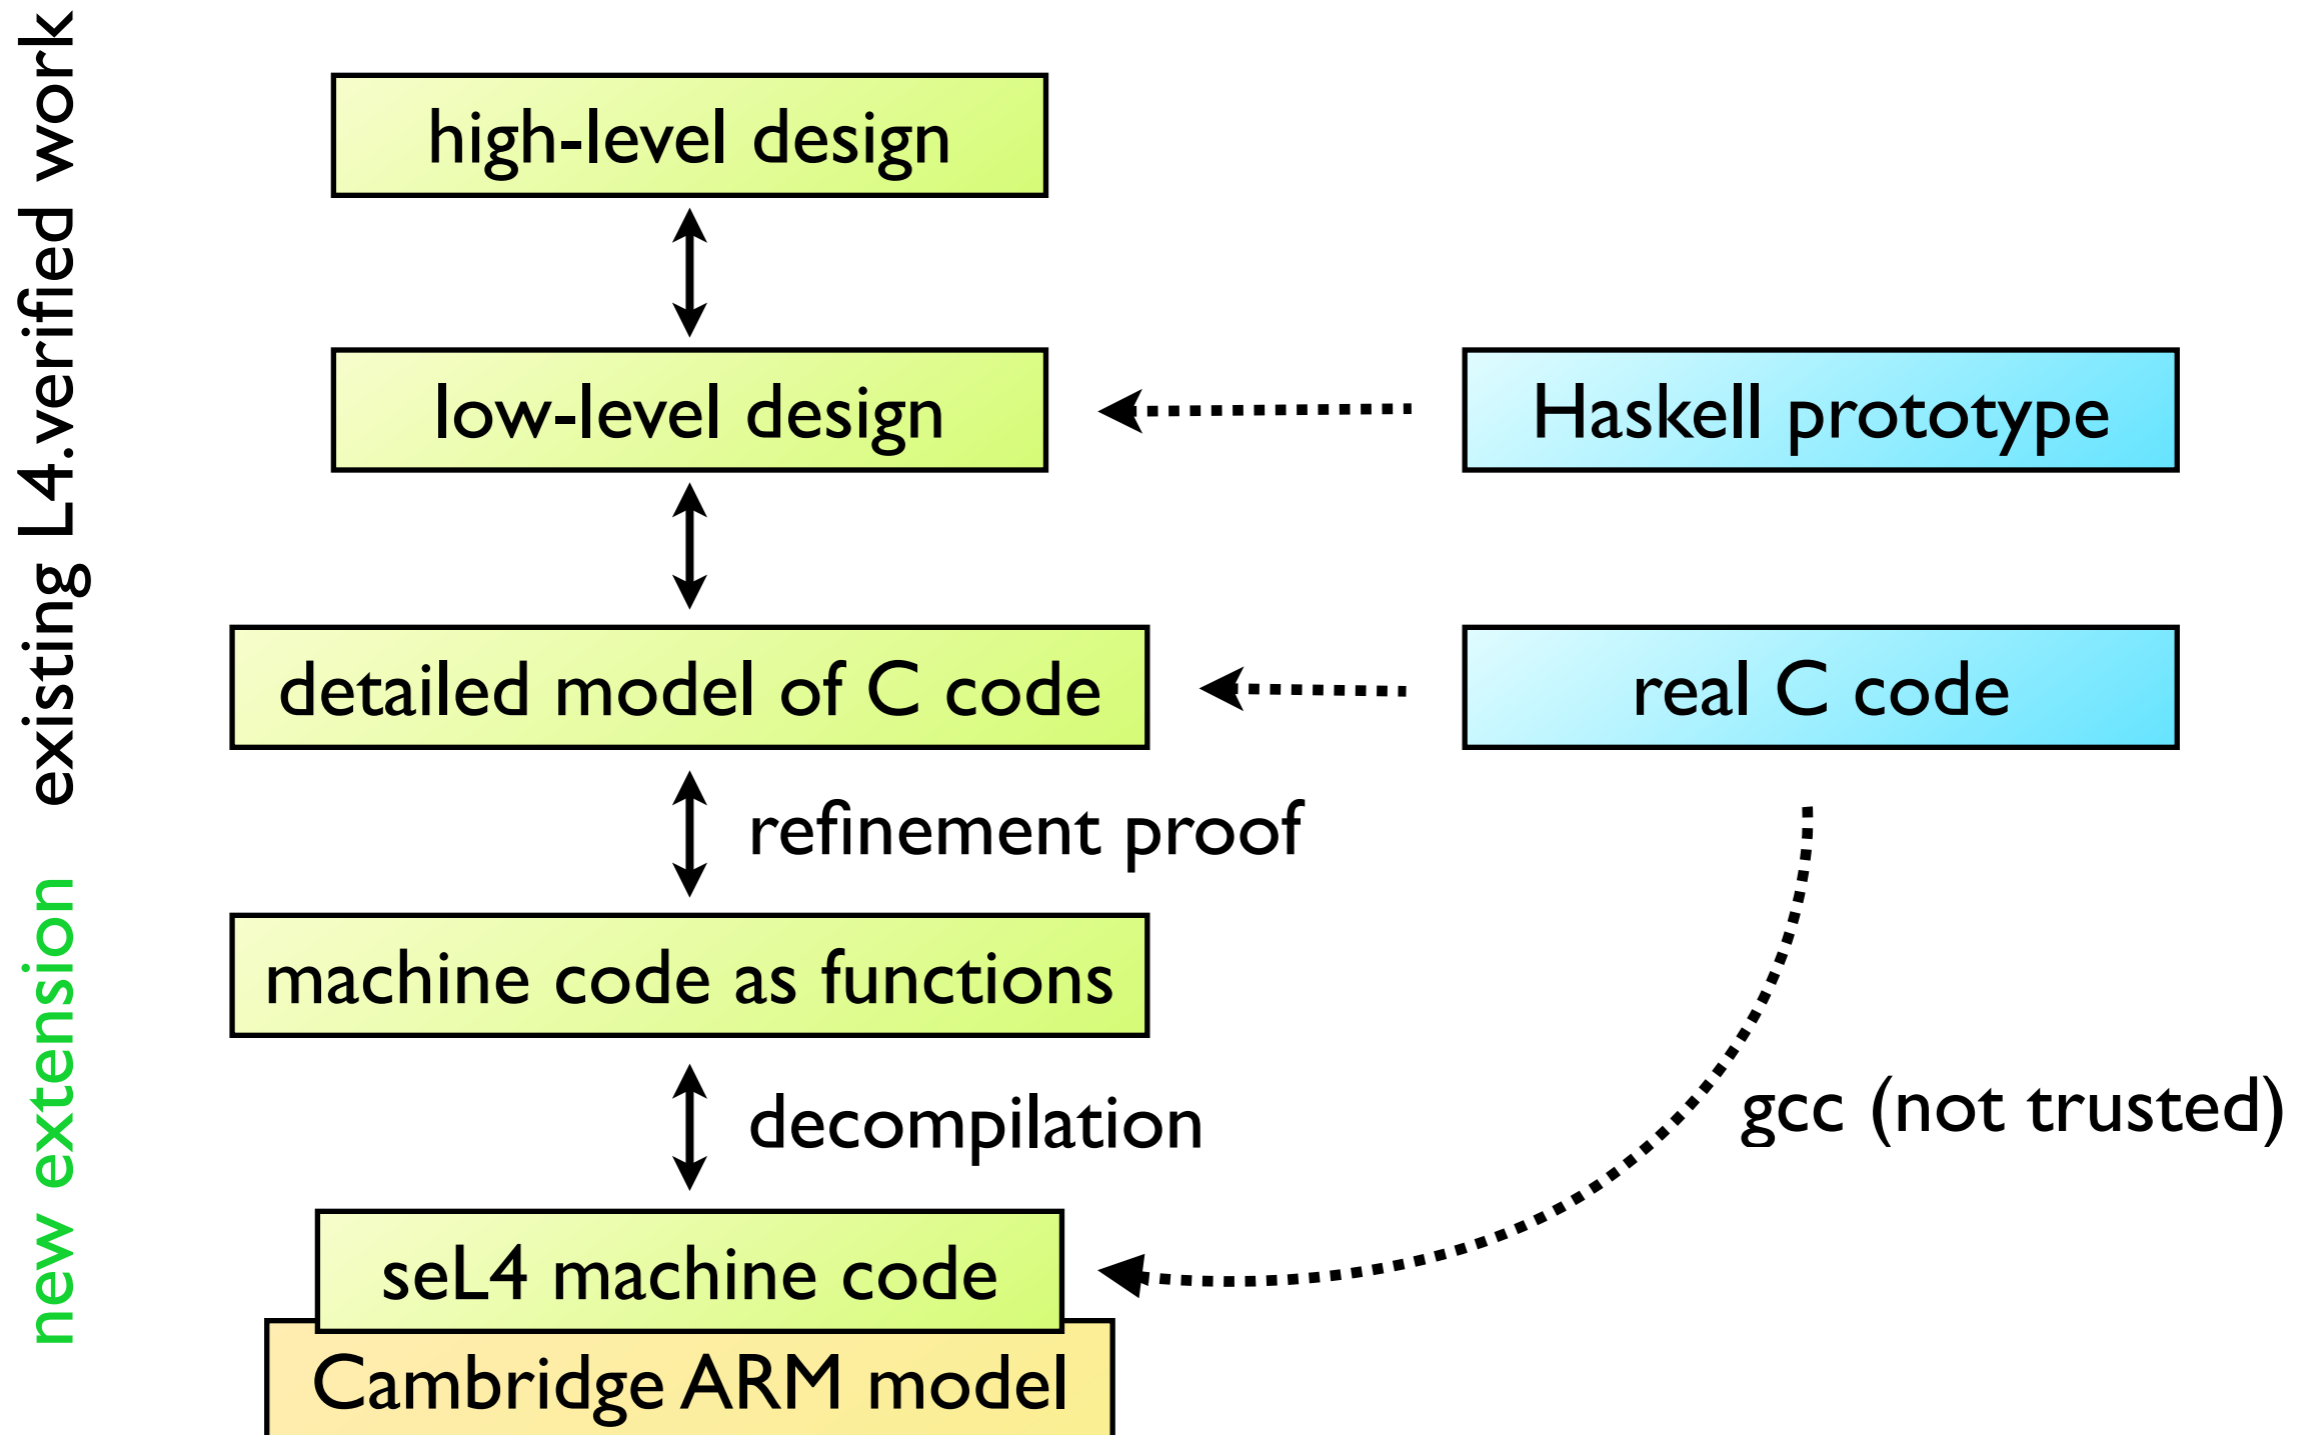 existing L4.verified work
new extension
high-level design
low-level design
Haskell prototype
detailed model of C code
real C code
refinement proof
machine code as functions
decompilation
gcc (not trusted)
seL4 machine code
Cambridge ARM model